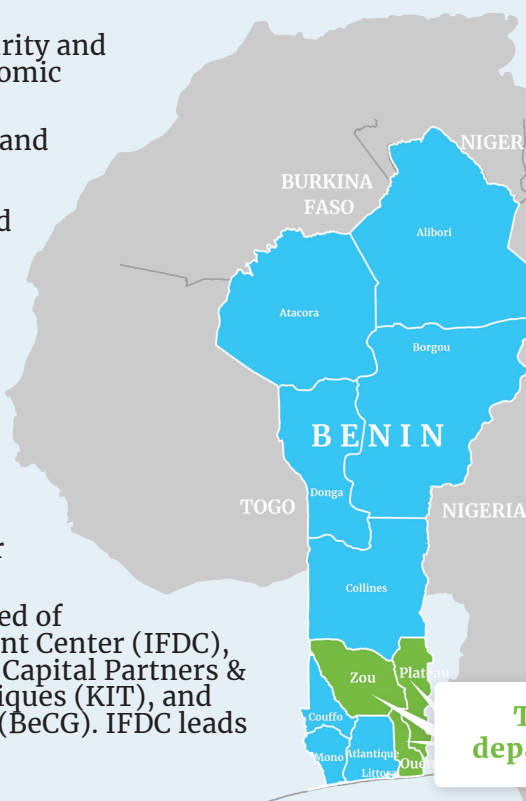 rity and
omic
and
d
r
ed of
nt Center (IFDC),
Capital Partners &
iques (KIT), and
(BeCG). IFDC leads
NIGER
BURKINA
FASO
Alibori
Atacora
Borgou
BENIN
Donga
TOGO
NIGERIA
Collines
Zou
Plateau
Couffo
Mono
Atlantique
Littoral
Oué
T
depa